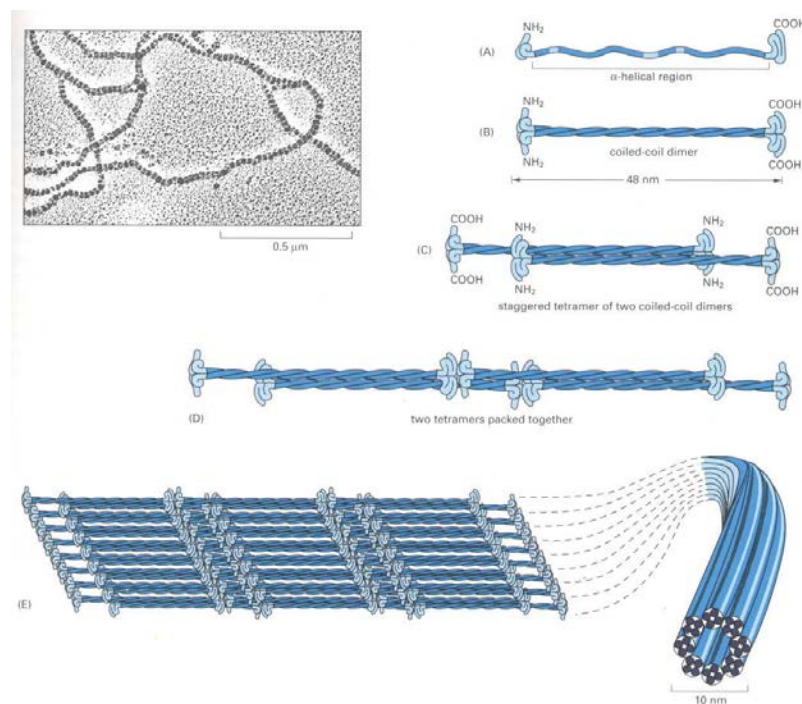 0.5 µm
NH2
COOH
(A)
α-helical region
NH2
COOH
(B)
NH2
COOH
coiled-coil dimer
48 nm
COOH
NH2
NH2
COOH
(C)
COOH
NH2
NH2
COOH
staggered tetramer of two coiled-coil dimers
(D)
two tetramers packed together
(E)
10 nm